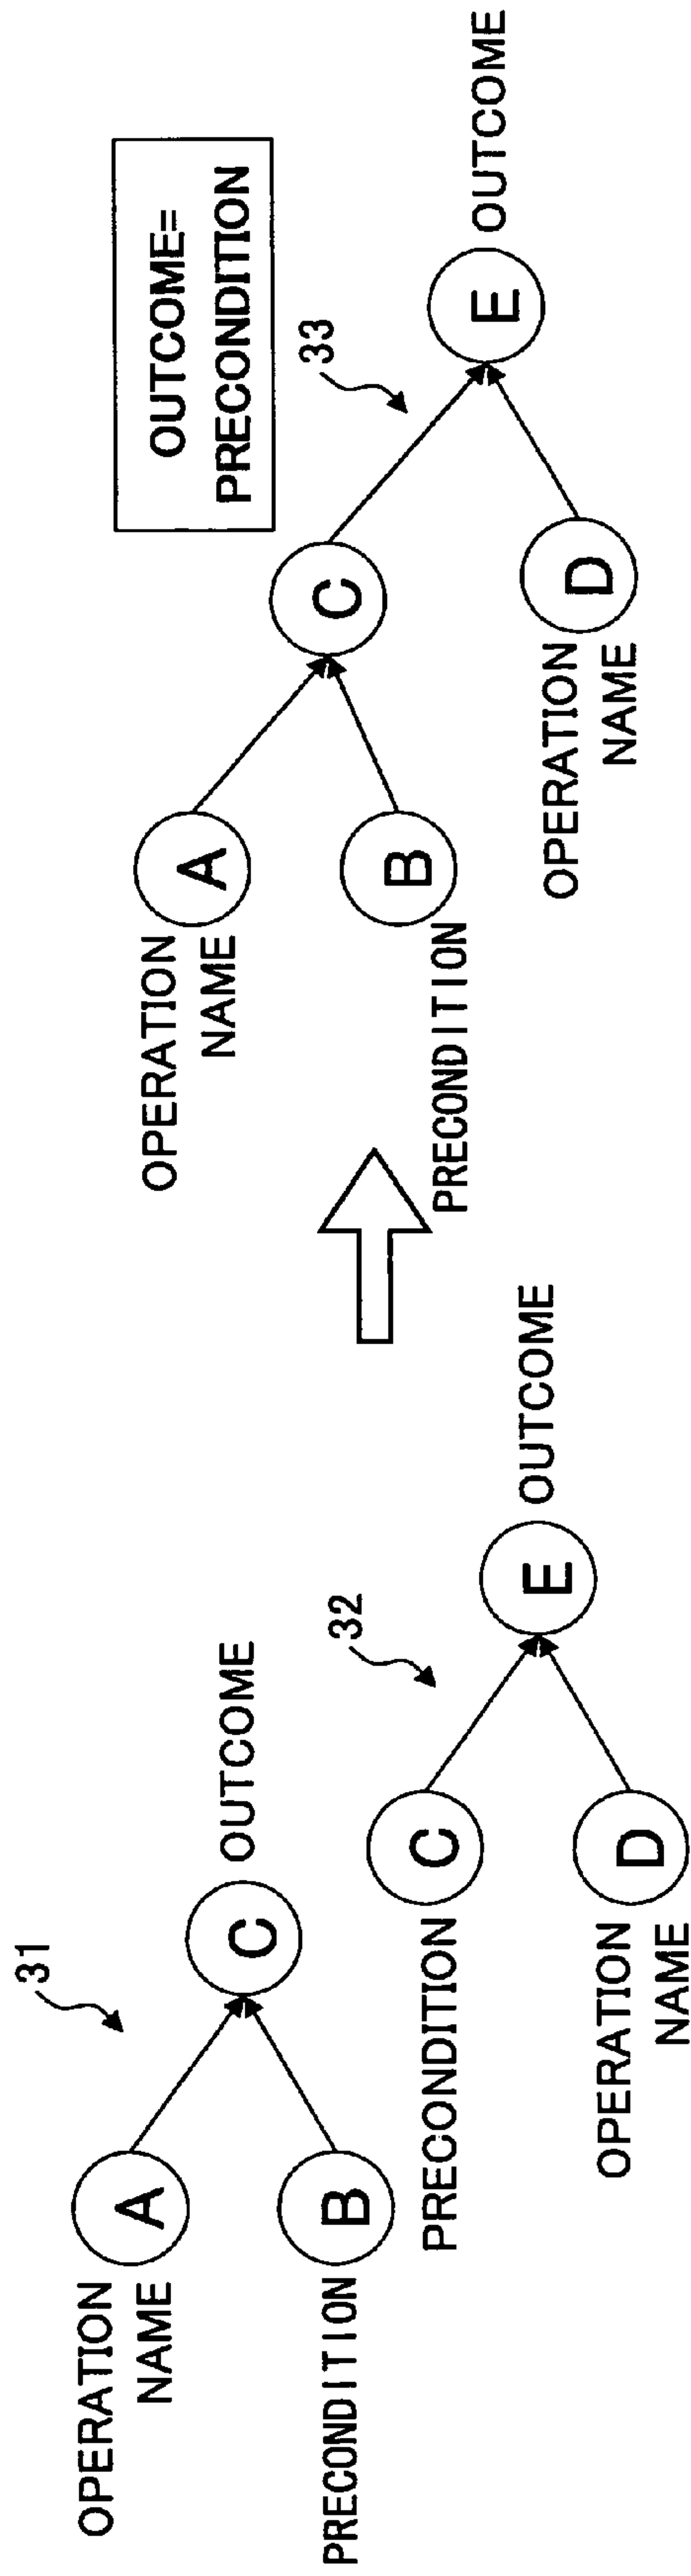 31
OPERATION
NAME
A
C
OUTCOME
B
PRECONDITION
32
PRECONDITION
C
E
OUTCOME
D
OPERATION
NAME
OUTCOME=
PRECONDITION
33
OPERATION
NAME
A
C
B
PRECONDITION
E
OUTCOME
D
OPERATION
NAME